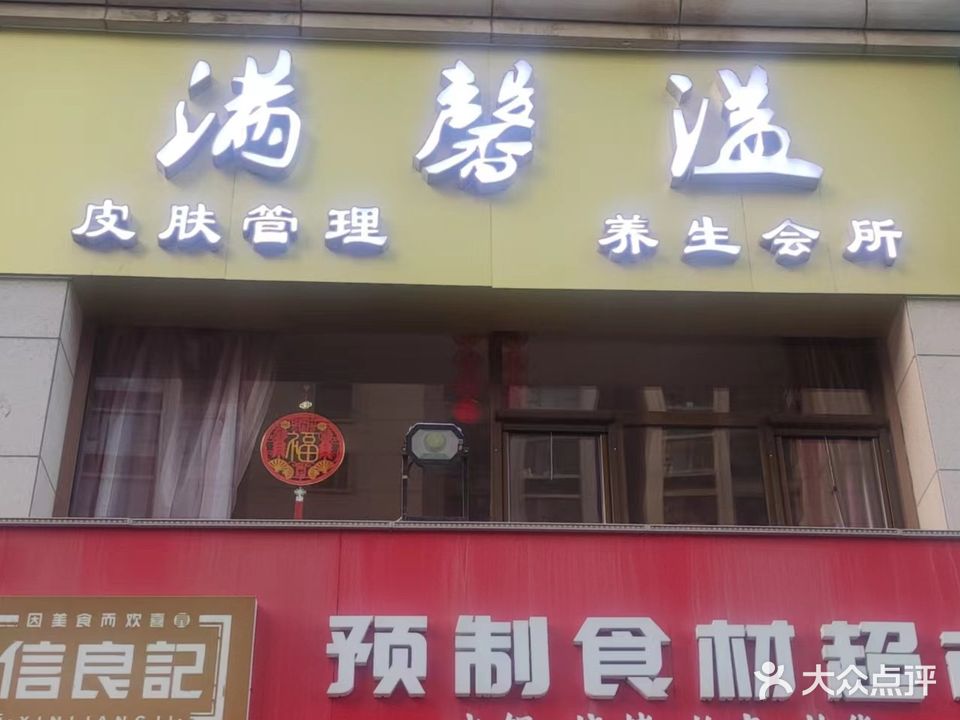 满馨溢
皮肤管理 养生会所
福
因美食而欢喜
信良記
XINLIANGJI
预制食材超
大众点评